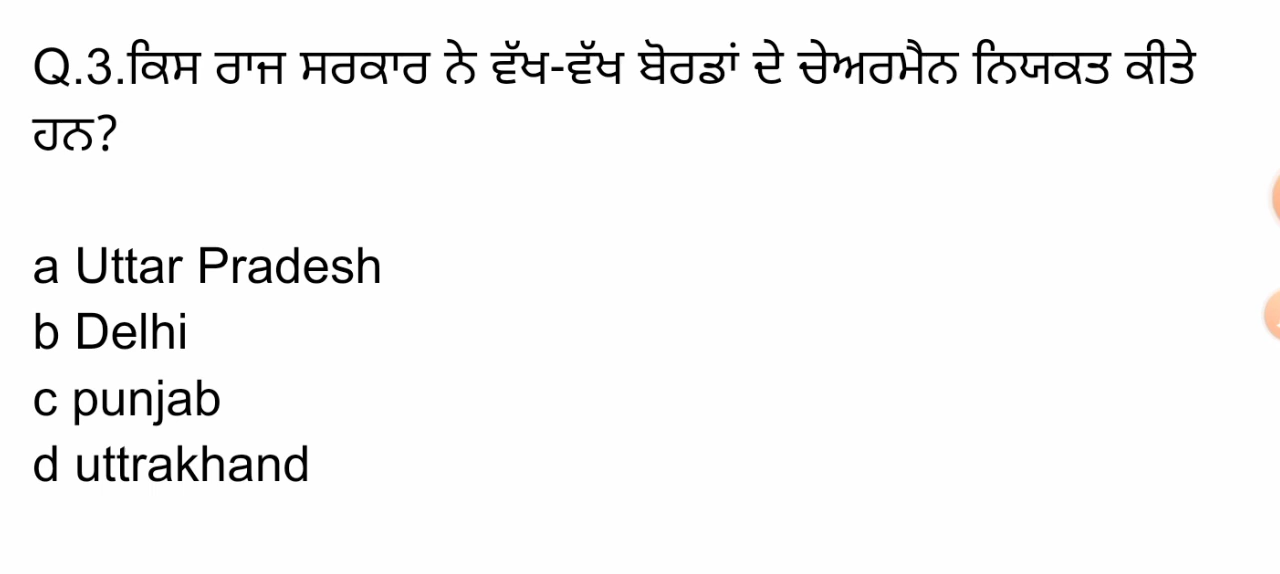 Q.3.ਕਿਸ ਰਾਜ ਸਰਕਾਰ ਨੇ ਵੱਖ-ਵੱਖ ਬੋਰਡਾਂ ਦੇ ਚੇਅਰਮੈਨ ਨਿਯਕਤ ਕੀਤੇ
ਹਨ?
a Uttar Pradesh
b Delhi
c punjab
d uttrakhand